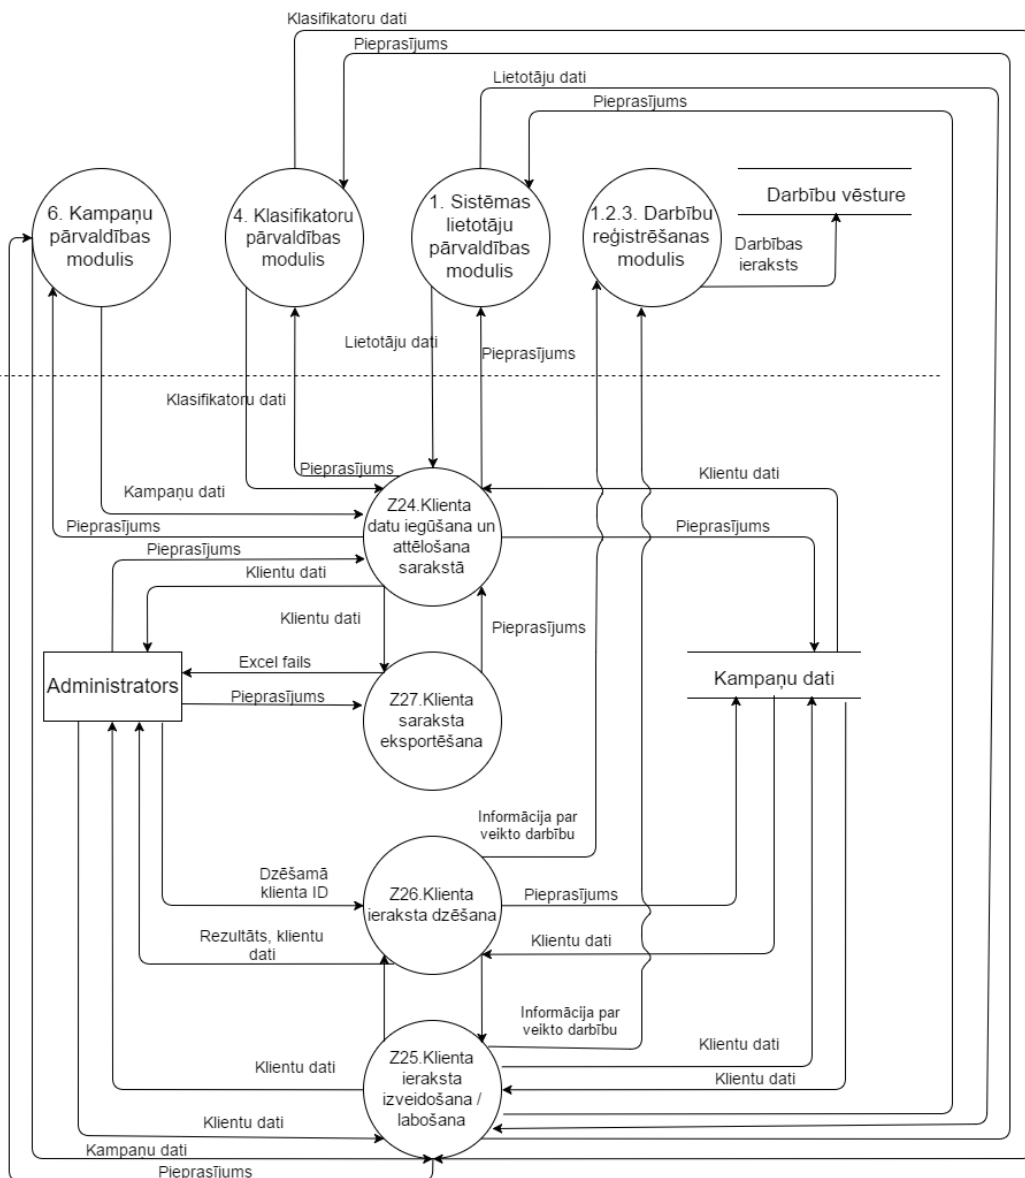 Klasifikatoru dati
Pieprasījums
Lietotāju dati
Pieprasījums
6. Kampaņu
pārvaldības
modulis
4. Klasifikatoru
pārvaldības
modulis
1. Sistēmas
lietotāju
pārvaldības
modulis
1.2.3. Darbību
reģistrēšanas
modulis
Darbību vēsture
Darbības
ieraksts
Lietotāju dati
Pieprasījums
Klasifikatoru dati
Pieprasījums
Klientu dati
Kampaņu dati
Z24.Klienta
datu iegūšana un
attēlošana
sarakstā
Pieprasījums
Pieprasījums
Pieprasījums
Klientu dati
Klientu dati
Pieprasījums
Excel fails
Administrators
Pieprasījums
Z27.Klienta
saraksta
eksportēšana
Kampaņu dati
Informācija par
veikto darbību
Dzēšamā
klienta ID
Z26.Klienta
ieraksta dzēšana
Pieprasījums
Rezultāts, klientu
dati
Klientu dati
Informācija par
veikto darbību
Klientu dati
Z25.Klienta
ieraksta
izveidošana /
labošana
Klientu dati
Klientu dati
Klientu dati
Kampaņu dati
Pieprasījums